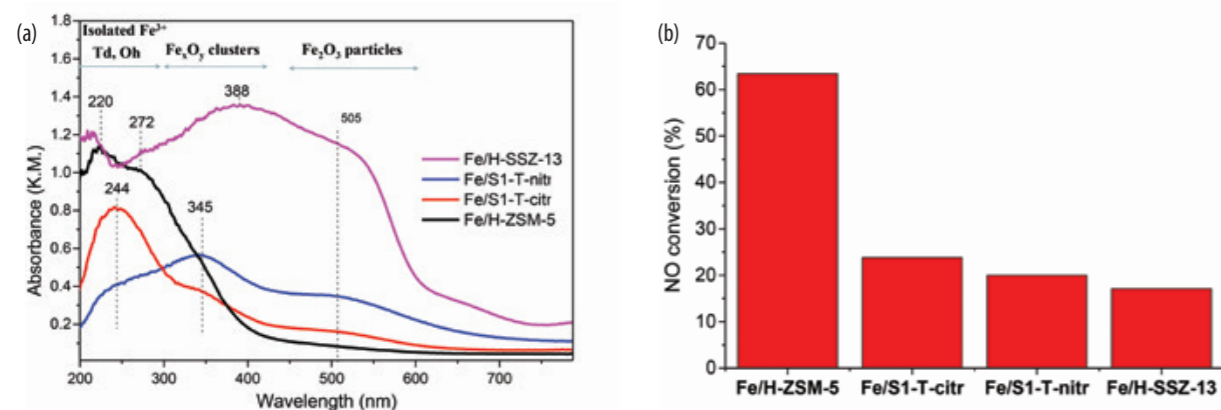 (a)
Isolated Fe³⁺
Td, Oh
FeₓOᵧ clusters
Fe₂O₃ particles
1.8
1.6
1.4
1.2
1.0
0.8
0.6
0.4
0.2
Absorbance (K.M.)
220
272
388
505
244
345
Fe/H-SSZ-13
Fe/S1-T-nitr
Fe/S1-T-citr
Fe/H-ZSM-5
200 300 400 500 600 700
Wavelength (nm)
(b)
70
60
50
40
30
20
10
0
NO conversion (%)
Fe/H-ZSM-5 Fe/S1-T-citr Fe/S1-T-nitr Fe/H-SSZ-13